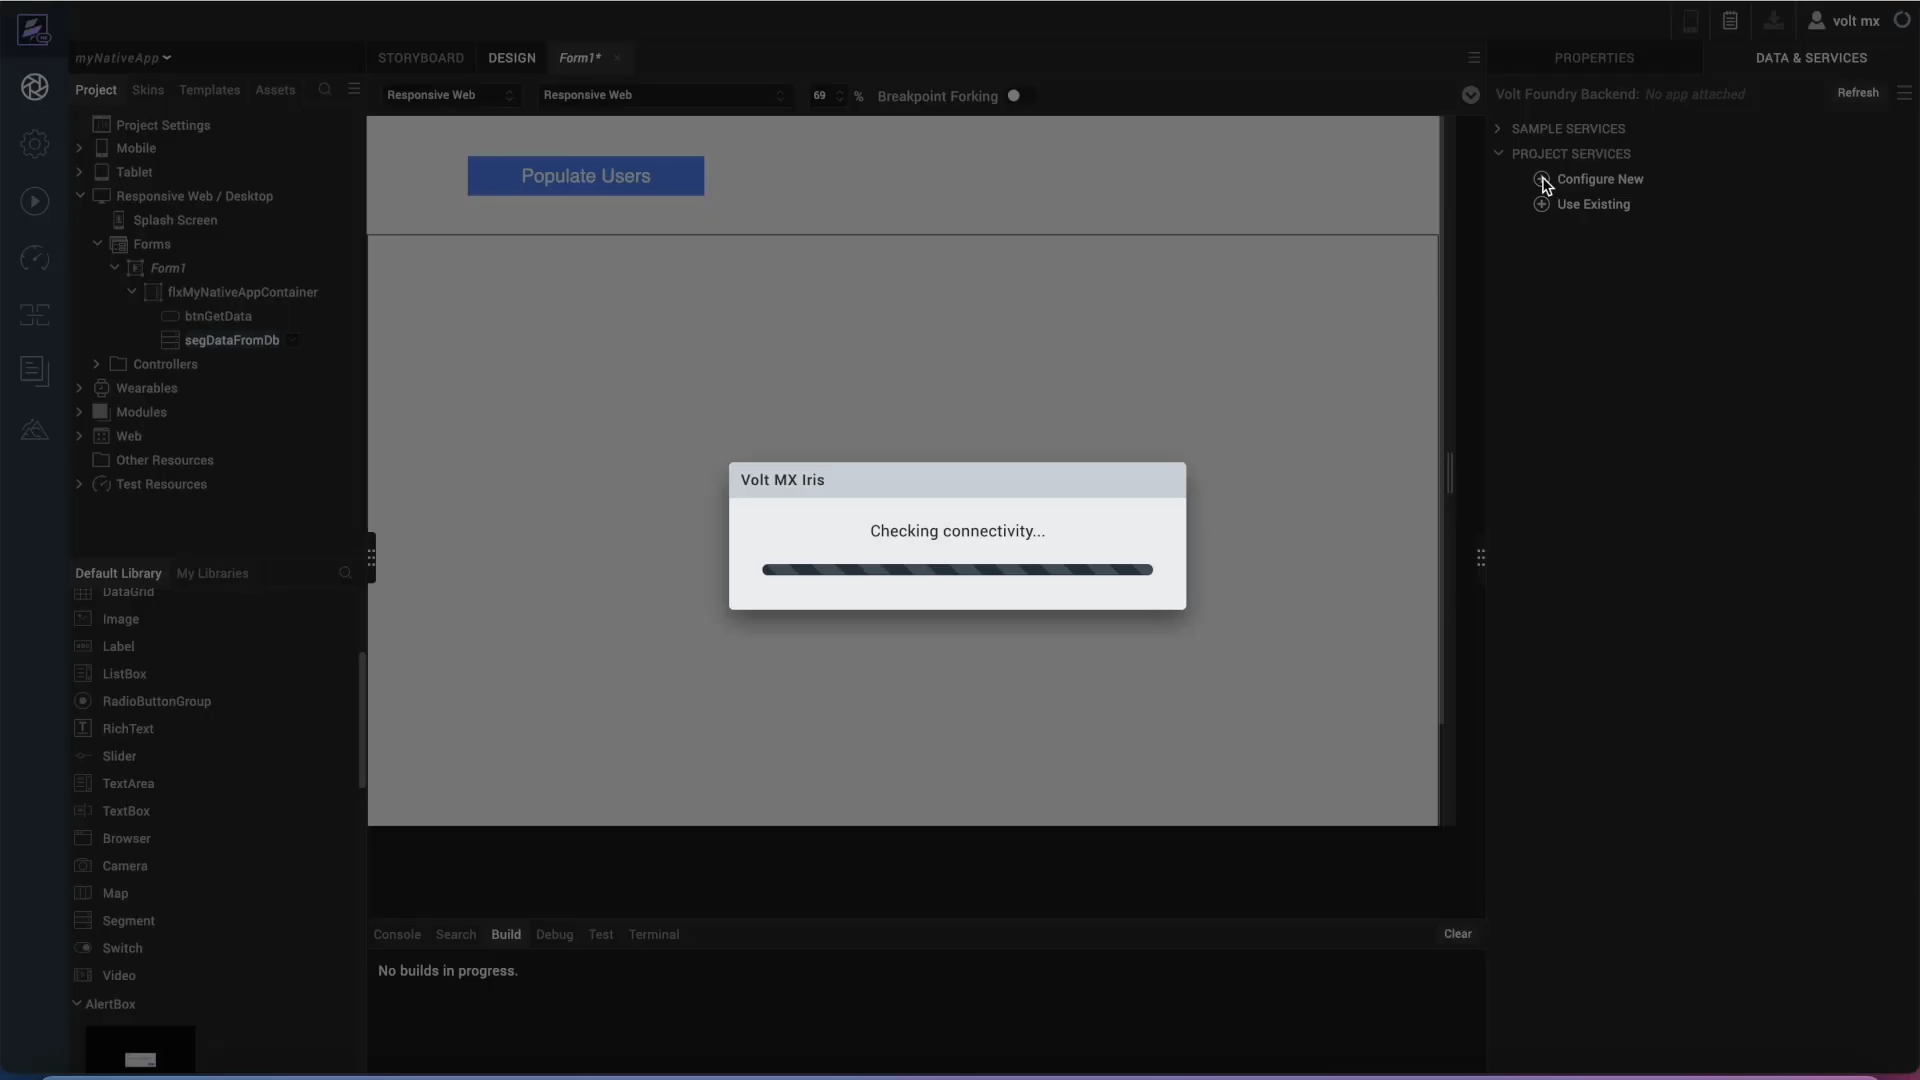 volt mx
myNativeApp
STORYBOARD
DESIGN
Form1*
PROPERTIES
DATA & SERVICES
Project
Skins
Templates
Assets
Responsive Web
Responsive Web
69 %
Breakpoint Forking
Volt Foundry Backend: No app attached
Refresh
Project Settings
Mobile
Tablet
Responsive Web / Desktop
Splash Screen
Forms
Form1
flxMyNativeAppContainer
btnGetData
segDataFromDb
Controllers
Wearables
Modules
Web
Other Resources
Test Resources
Populate Users
SAMPLE SERVICES
PROJECT SERVICES
Configure New
Use Existing
Volt MX Iris
Checking connectivity...
Default Library
My Libraries
DataGrid
Image
Label
ListBox
RadioButtonGroup
RichText
Slider
TextArea
TextBox
Browser
Camera
Map
Segment
Switch
Video
AlertBox
Console
Search
Build
Debug
Test
Terminal
Clear
No builds in progress.